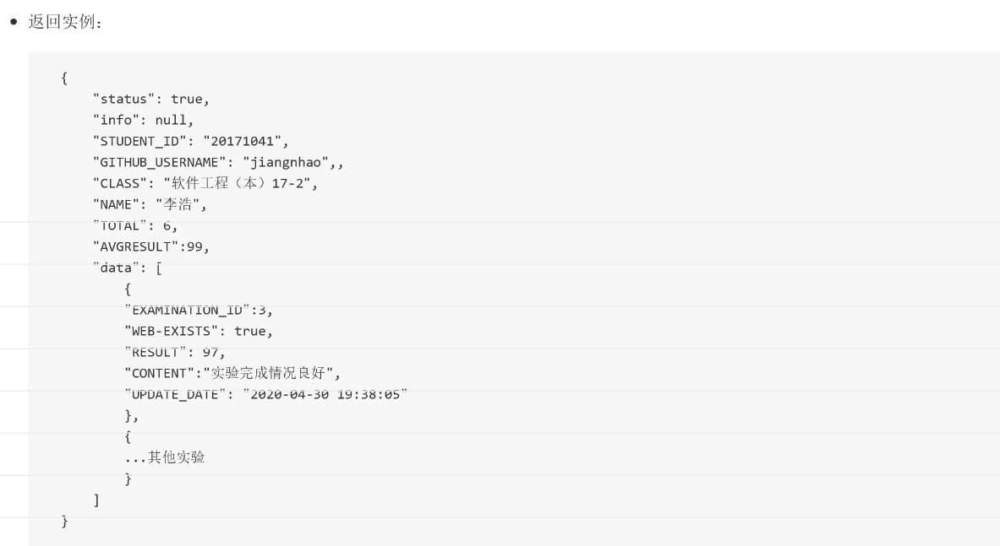 • 返回实例：
{
"status": true,
"info": null,
"STUDENT_ID": "20171041",
"GITHUB_USERNAME": "jiangnhao",,
"CLASS": "软件工程（本）17-2",
"NAME": "李浩",
"TOTAL": 6,
"AVGRESULT":99,
"data": [
{
"EXAMINATION_ID":3,
"WEB-EXISTS": true,
"RESULT": 97,
"CONTENT":"实验完成情况良好",
"UPDATE_DATE": "2020-04-30 19:38:05"
},
{
...其他实验
}
]
}